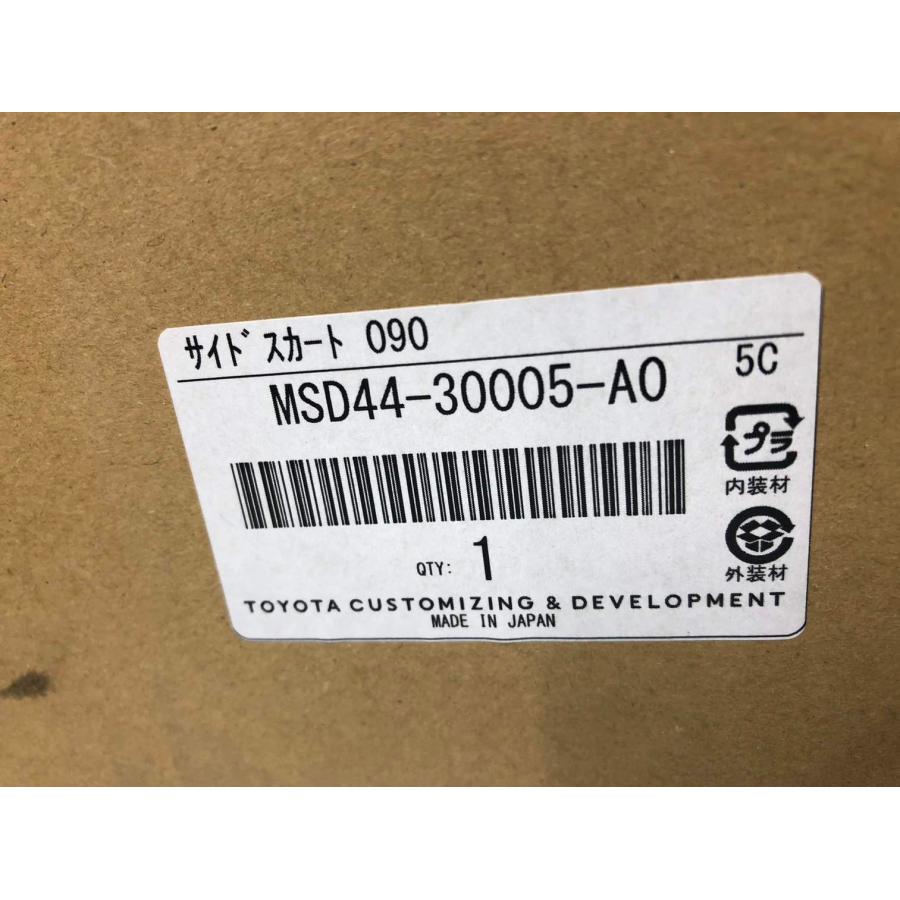 サイドスカート 090
MSD44-30005-A0
5C
プラ
内装材
QTY: 1
外装材
TOYOTA CUSTOMIZING & DEVELOPMENT
MADE IN JAPAN